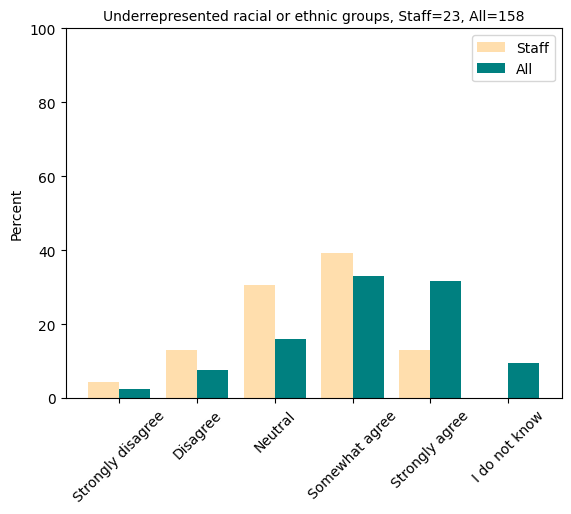 Underrepresented racial or ethnic groups, Staff=23, All=158
Staff
All
Percent
100
80
60
40
20
0
Strongly disagree
Disagree
Neutral
Somewhat agree
Strongly agree
I do not know